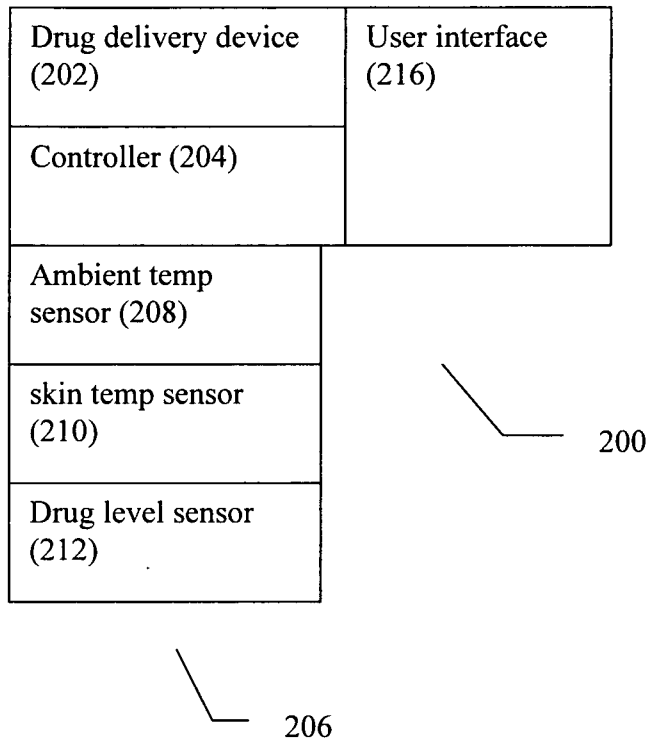 Drug delivery device
(202)
User interface
(216)
Controller (204)
Ambient temp
sensor (208)
skin temp sensor
(210)
200
Drug level sensor
(212)
206